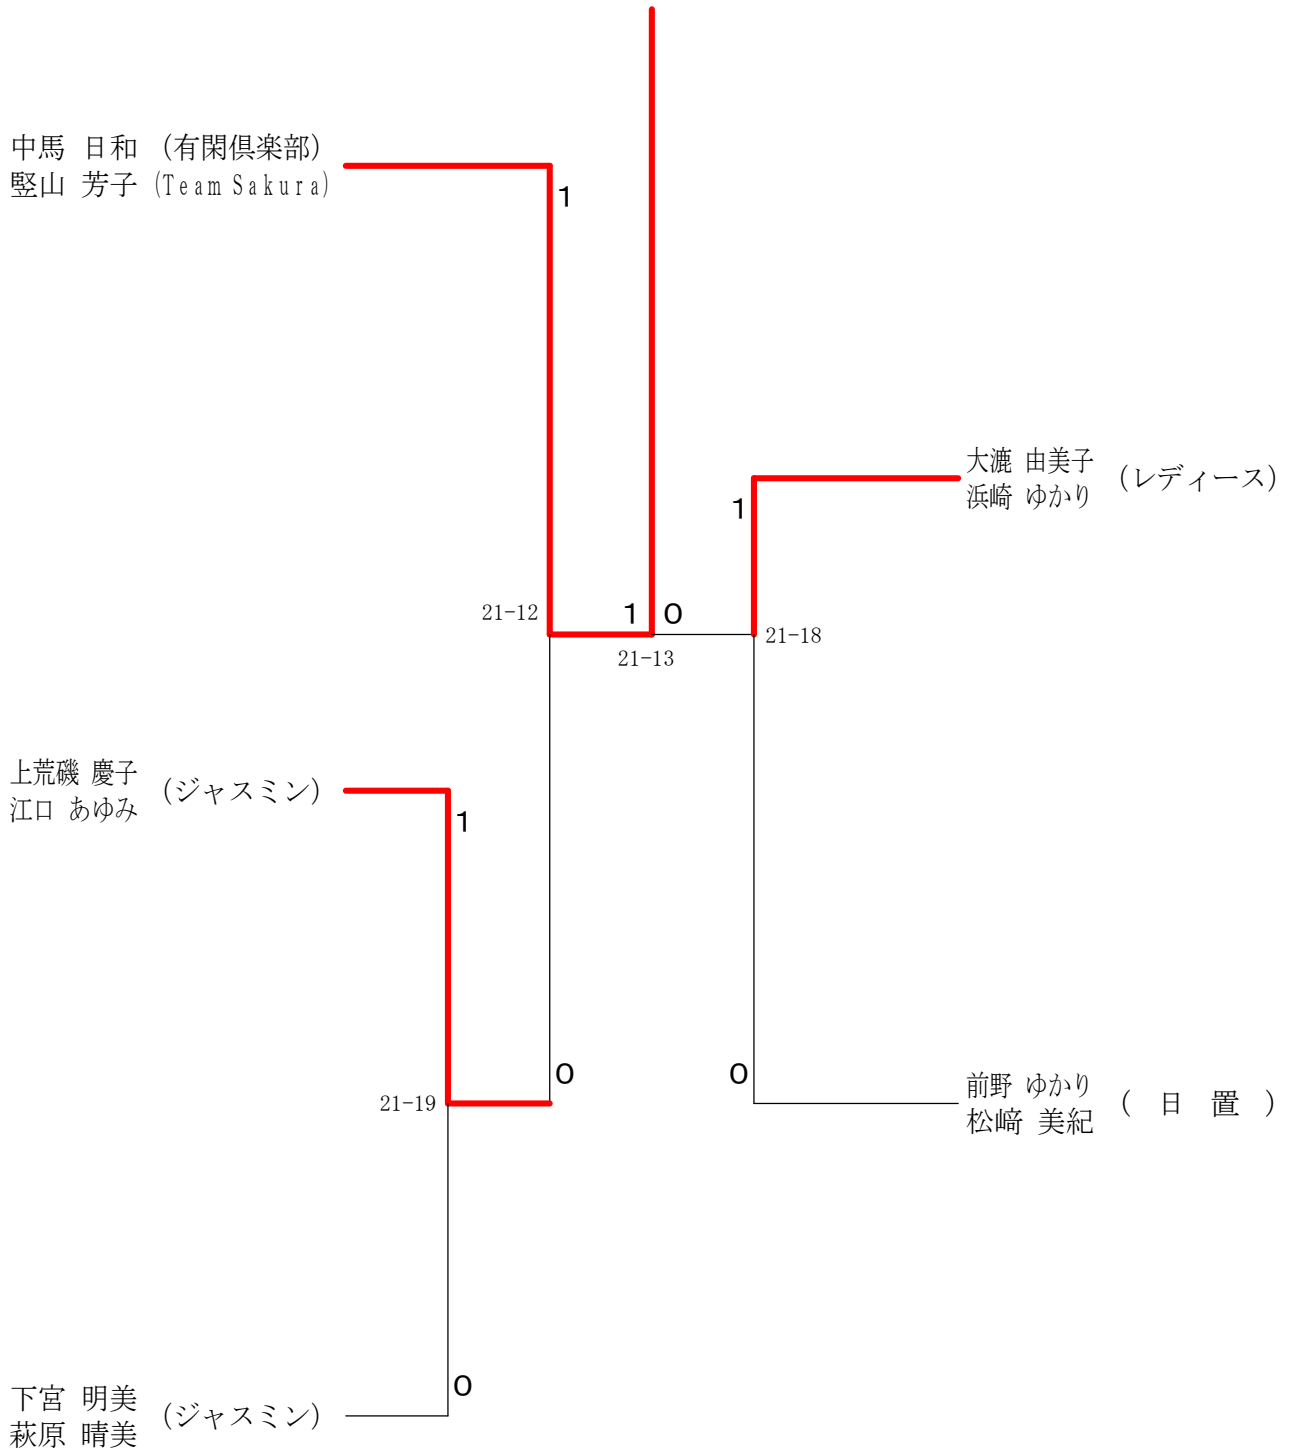 中馬 日和 (有閑倶楽部)
堅山 芳子 (Team Sakura)
1
大漉 由美子 (レディース)
浜崎 ゆかり
1
21-12
1 0
21-18
21-13
上荒磯 慶子 (ジャスミン)
江口 あゆみ
1
0
0
21-19
前野 ゆかり ( 日 置 )
松﨑 美紀
0
下宮 明美 (ジャスミン)
萩原 晴美